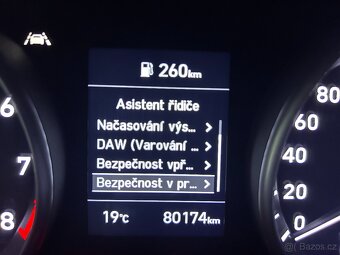 260km
Asistent řidiče
Načasování výs...
DAW (Varování ...
Bezpečnost vpř...
Bezpečnost v pr...
19°C 80174km
6
7
8
80
60
40
20
0
Bazos.cz